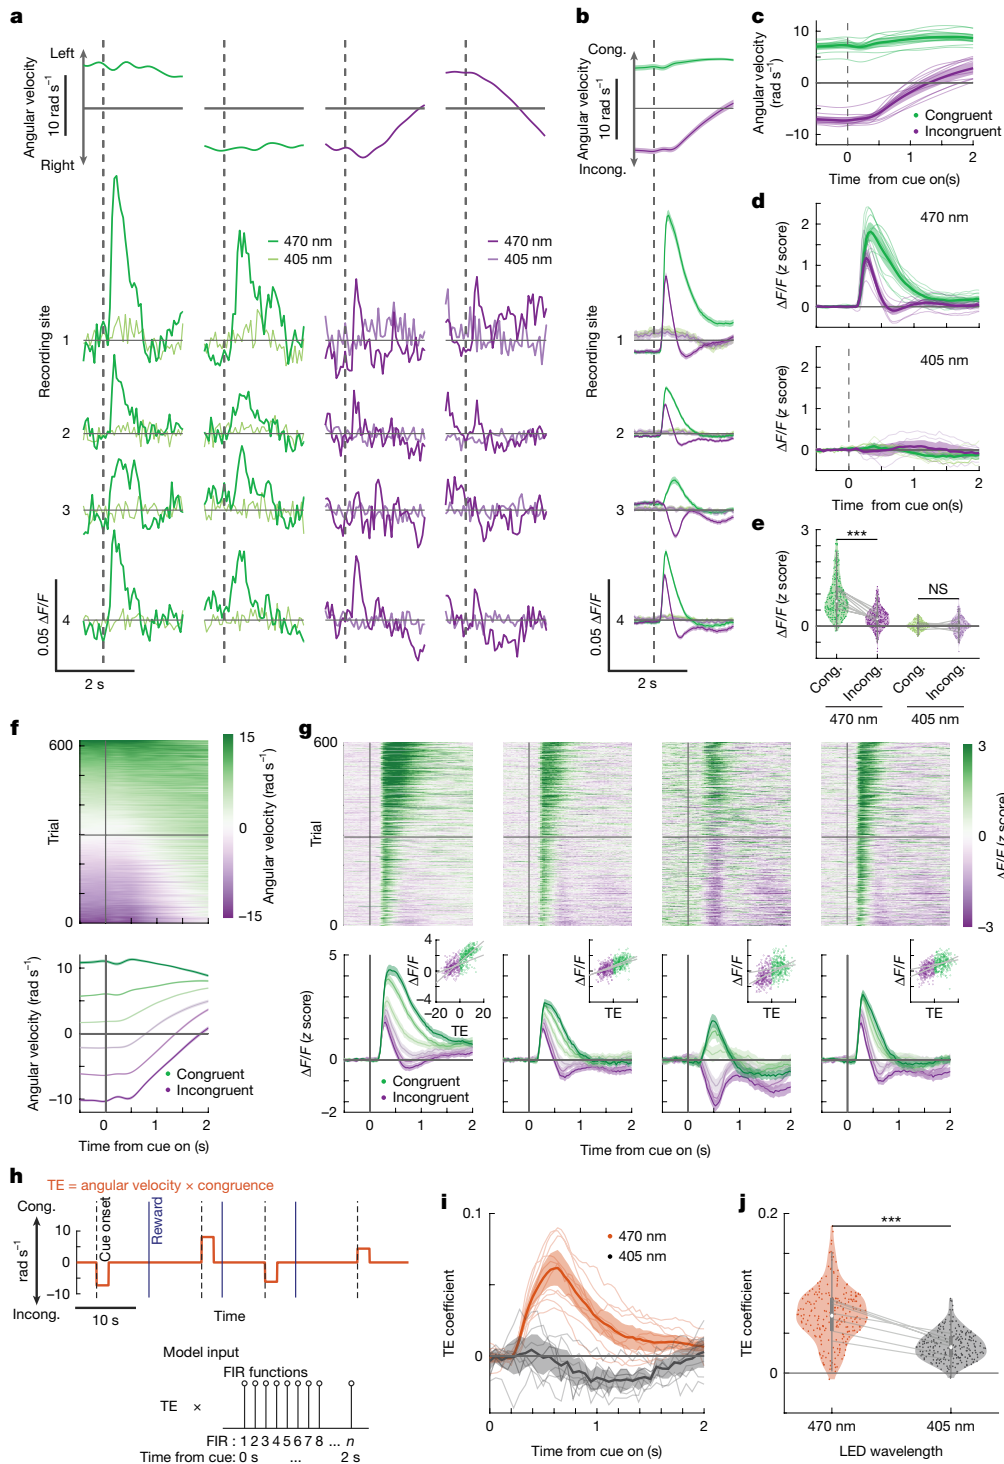 a
Left
Angular velocity
10 rad s⁻¹
Right
470 nm
405 nm
470 nm
405 nm
Recording site
1
2
3
4
0.05 ΔF/F
2 s
b
Cong.
Angular velocity
10 rad s⁻¹
Incong.
Recording site
1
2
3
4
0.05 ΔF/F
2 s
c
Angular velocity
(rad s⁻¹)
10
0
−10
Congruent
Incongruent
0 1 2
Time from cue on(s)
d
470 nm
ΔF/F (z score)
2
1
0
405 nm
ΔF/F (z score)
2
1
0
0 1 2
Time from cue on(s)
e
ΔF/F (z score)
3
0
***
NS
Cong.
Incong.
Cong.
Incong.
470 nm 405 nm
f
600
Trial
0
15
0
−15
Angular velocity (rad s⁻¹)
Angular velocity (rad s⁻¹)
10
0
−10
Congruent
Incongruent
0 1 2
Time from cue on (s)
g
600
Trial
0
3
0
−3
ΔF/F (z score)
ΔF/F (z score)
5
0
−2
ΔF/F
4
0
−4
−20 0 20
TE
ΔF/F
TE
ΔF/F
TE
ΔF/F
TE
Congruent
Incongruent
0 1 2
0 1 2
0 1 2
0 1 2
Time from cue on (s)
h
TE = angular velocity × congruence
Cong.
rad s⁻¹
Incong.
10
0
−10
Cue onset
Reward
10 s
Time
Model input
FIR functions
TE ×
FIR : 1 2 3 4 5 6 7 8 ... n
Time from cue: 0 s ... 2 s
i
TE coefficient
0.1
0
470 nm
405 nm
0 1 2
Time from cue on (s)
j
TE coefficient
0.2
0
***
470 nm 405 nm
LED wavelength